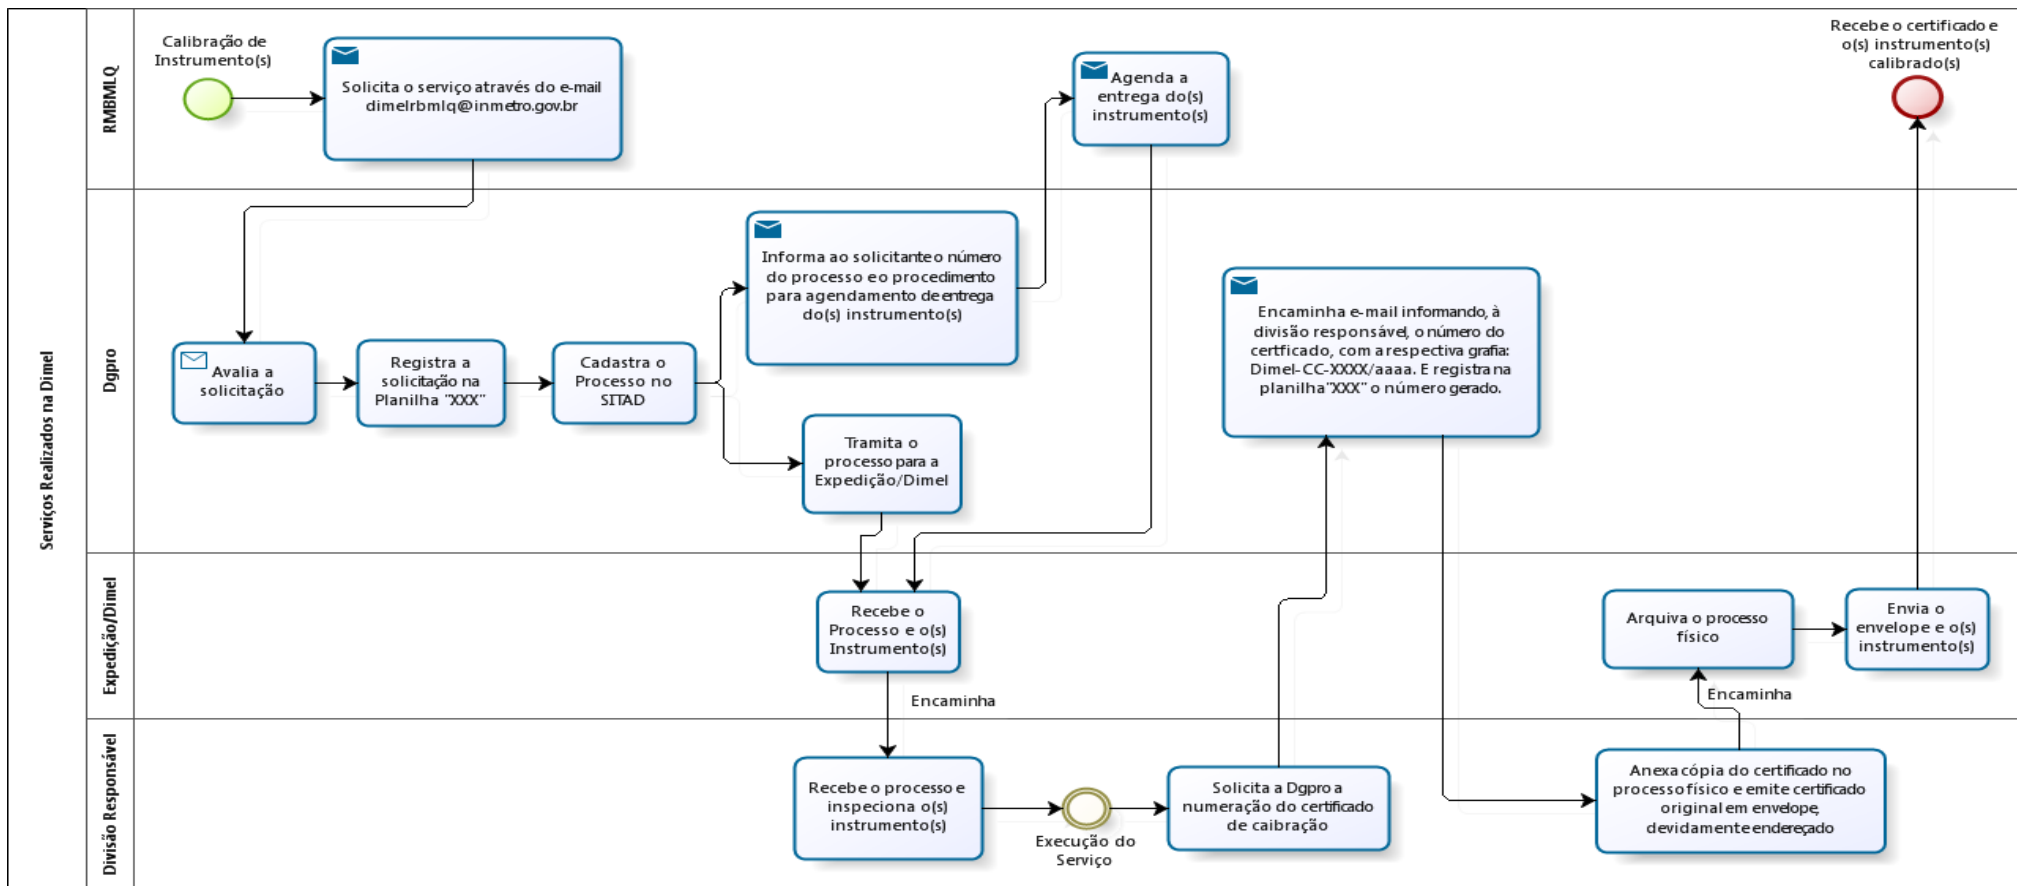 Serviços Realizados na Dimel
RMBMLQ
Calibração de
Instrumento(s)
Solicita o serviço através do e-mail
dimelrbmlq@inmetro.gov.br
Agenda a
entrega do(s)
instrumento(s)
Recebe o certificado e
o(s) instrumento(s)
calibrado(s)
Dgpro
Avalia a
solicitação
Registra a
solicitação na
Planilha "XXX"
Cadastra o
Processo no
SITAD
Informa ao solicitante o número
do processo e o procedimento
para agendamento de entrega
do(s) instrumento(s)
Tramita o
processo para a
Expedição/Dimel
Encaminha e-mail informando, à
divisão responsável, o número do
certficado, com a respectiva grafia:
Dimel-CC-XXXX/aaaa. E registra na
planilha "XXX" o número gerado.
Expedição/Dimel
Recebe o
Processo e o(s)
Instrumento(s)
Encaminha
Arquiva o processo
físico
Envia o
envelope e o(s)
instrumento(s)
Encaminha
Divisão Responsável
Recebe o processo e
inspeciona o(s)
instrumento(s)
Execução do
Serviço
Solicita a Dgpro a
numeração do certificado
de caibração
Anexa cópia do certificado no
processo físico e emite certificado
original em envelope,
devidamente endereçado